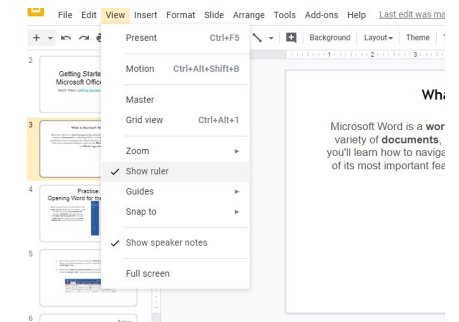 File Edit View Insert Format Slide Arrange Tools Add-ons Help Last edit was ma
Background Layout Theme
Present Ctrl+F5
Motion Ctrl+Alt+Shift+B
Master
Grid view Ctrl+Alt+1
Zoom
Show ruler
Guides
Snap to
Show speaker notes
Full screen
2
Getting Starte
Microsoft Offic
3
What is Microsoft W
4
Practice
Opening Word for the
5
6
1 2 3
Wha
Microsoft Word is a wor
variety of documents,
you'll learn how to naviga
of its most important fea